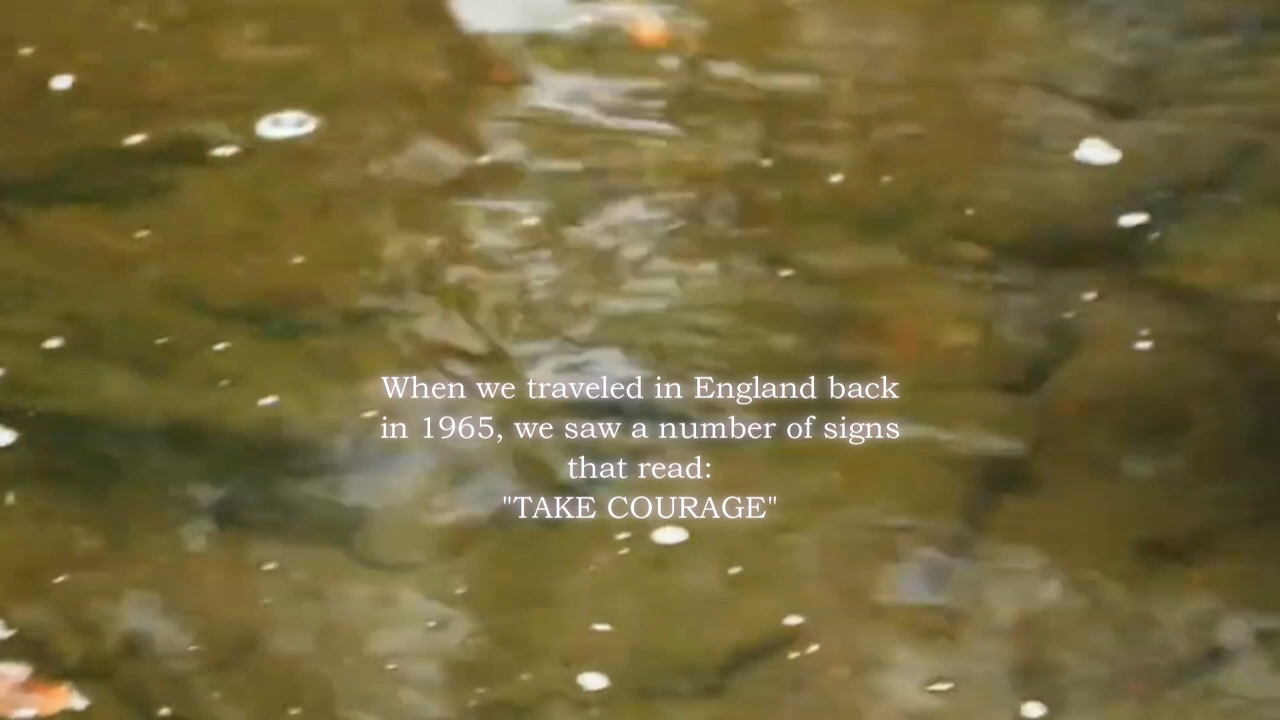 When we traveled in England back
in 1965, we saw a number of signs
that read:
"TAKE COURAGE"